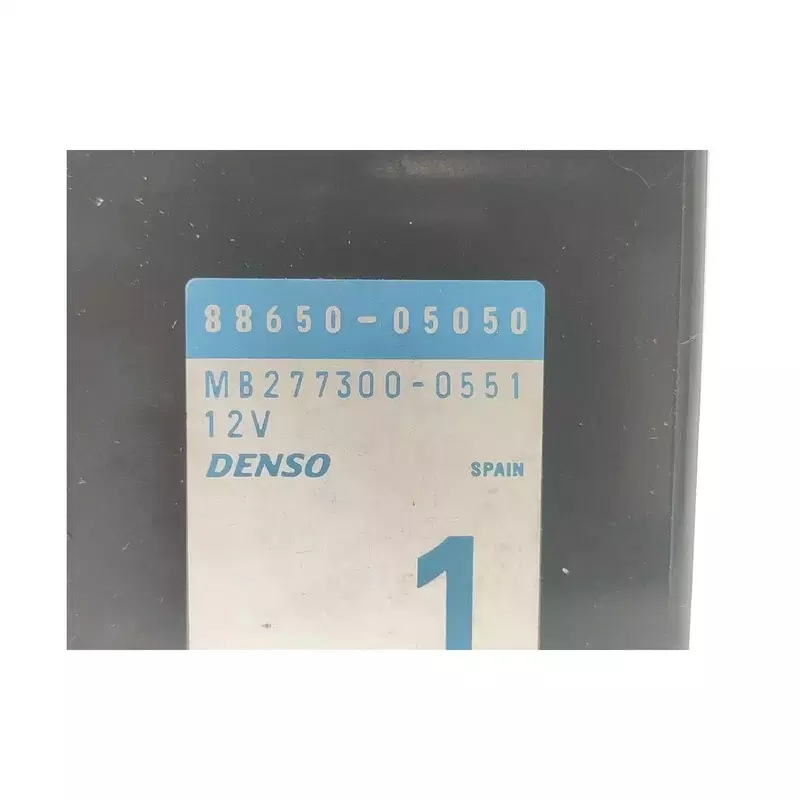 88650-05050
MB277300-0551
12V
DENSO SPAIN
1